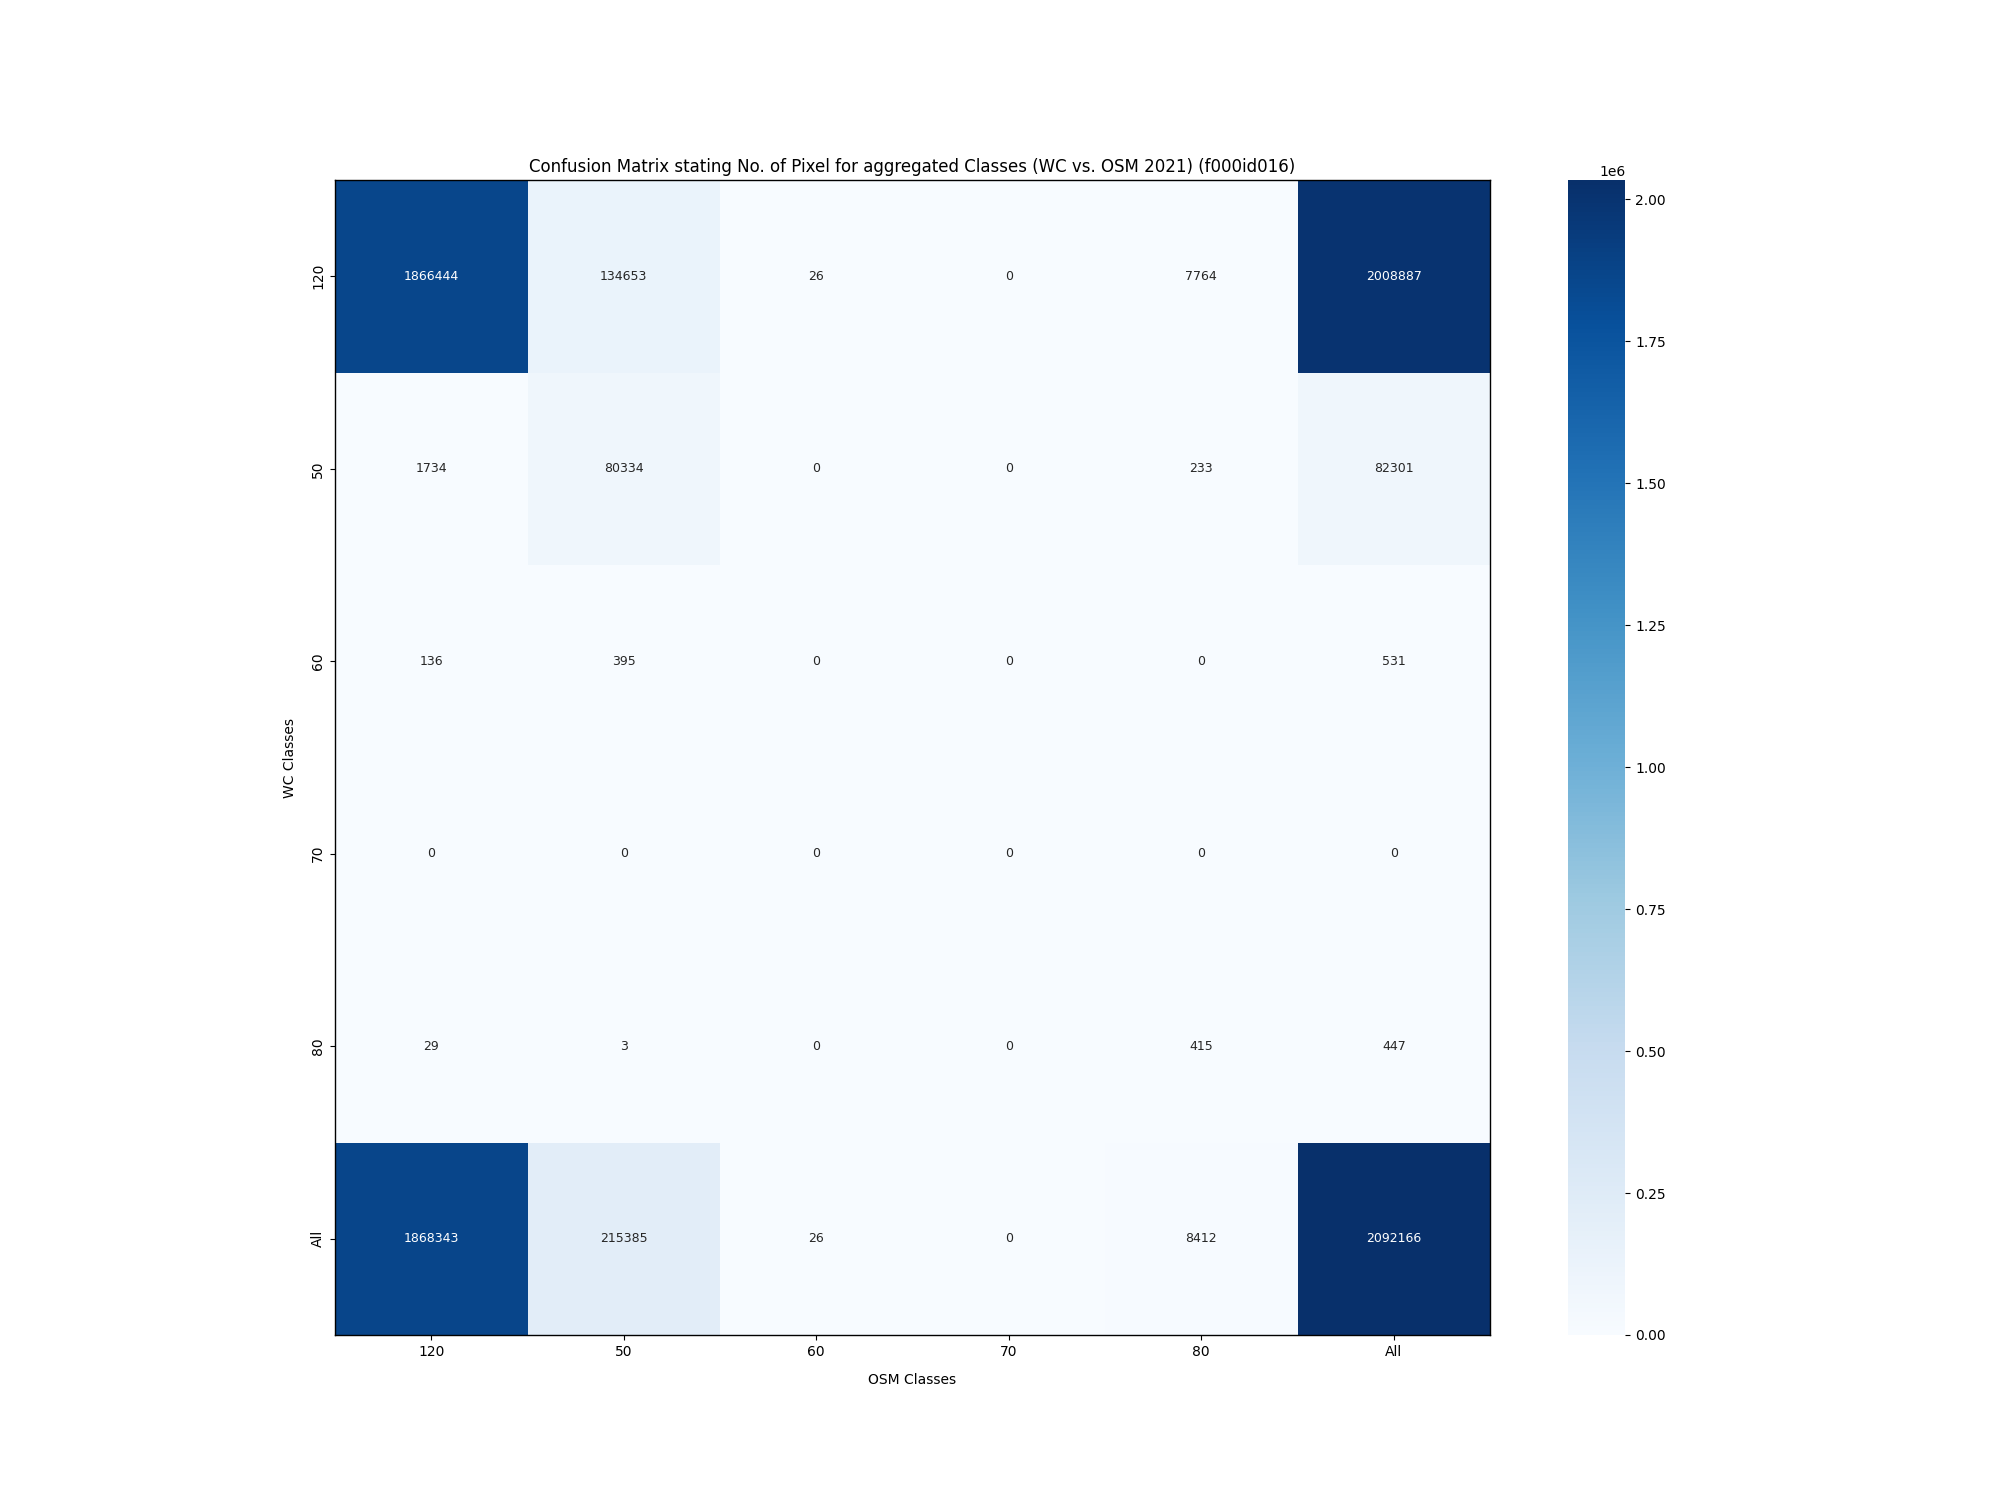 Confusion Matrix stating No. of Pixel for aggregated Classes (WC vs. OSM 2021) (f000id016)
1e6
2.00
1.75
1.50
1.25
1.00
0.75
0.50
0.25
0.00
WC Classes
120 1866444 134653 26 0 7764 2008887
50 1734 80334 0 0 233 82301
60 136 395 0 0 0 531
70 0 0 0 0 0 0
80 29 3 0 0 415 447
All 1868343 215385 26 0 8412 2092166
120 50 60 70 80 All
OSM Classes